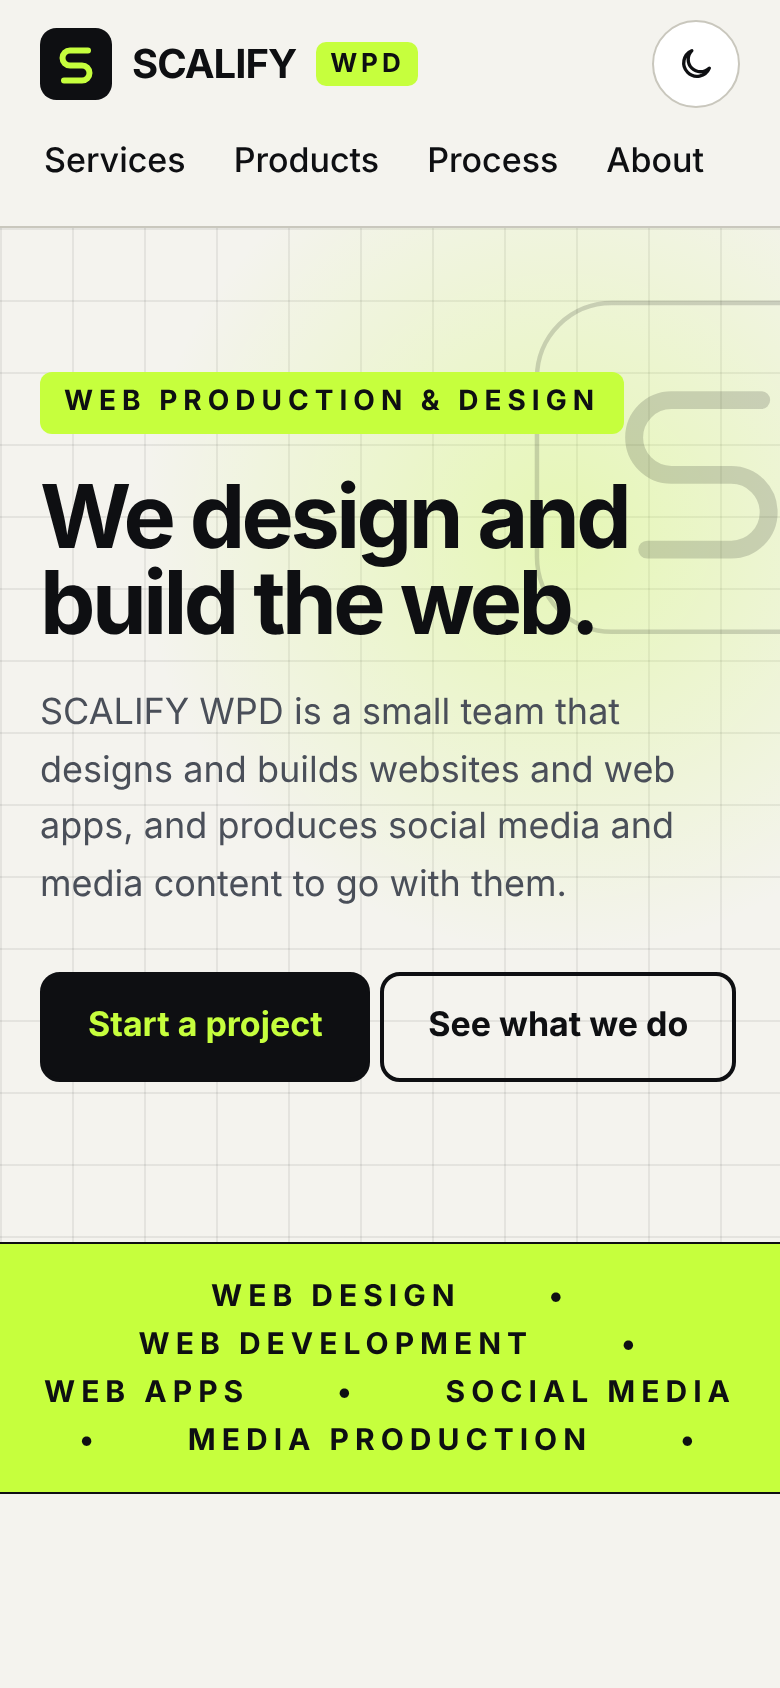 SCALIFY WPD
Services Products Process About
WEB PRODUCTION & DESIGN
We design and
build the web.
SCALIFY WPD is a small team that
designs and builds websites and web
apps, and produces social media and
media content to go with them.
Start a project See what we do
WEB DESIGN •
WEB DEVELOPMENT •
WEB APPS • SOCIAL MEDIA
• MEDIA PRODUCTION •